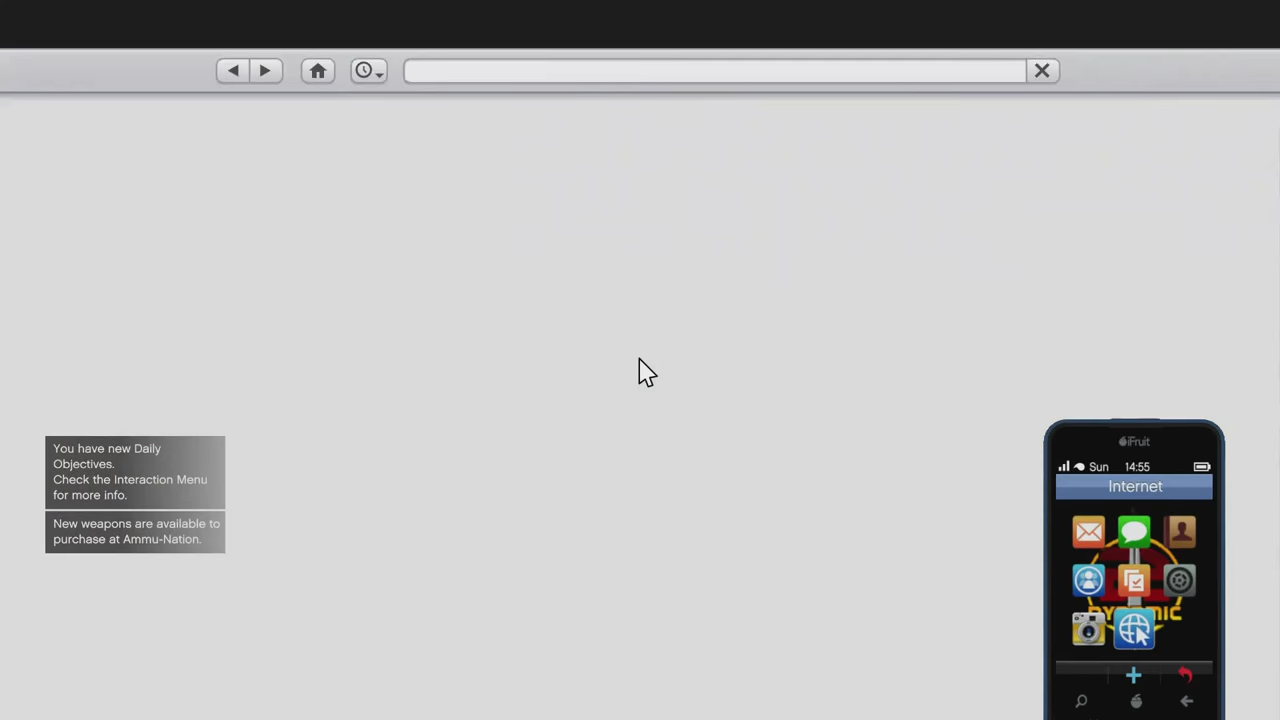 You have new Daily
Objectives.
Check the Interaction Menu
for more info.
New weapons are available to
purchase at Ammu-Nation.
iFruit
Sun 14:55
Internet